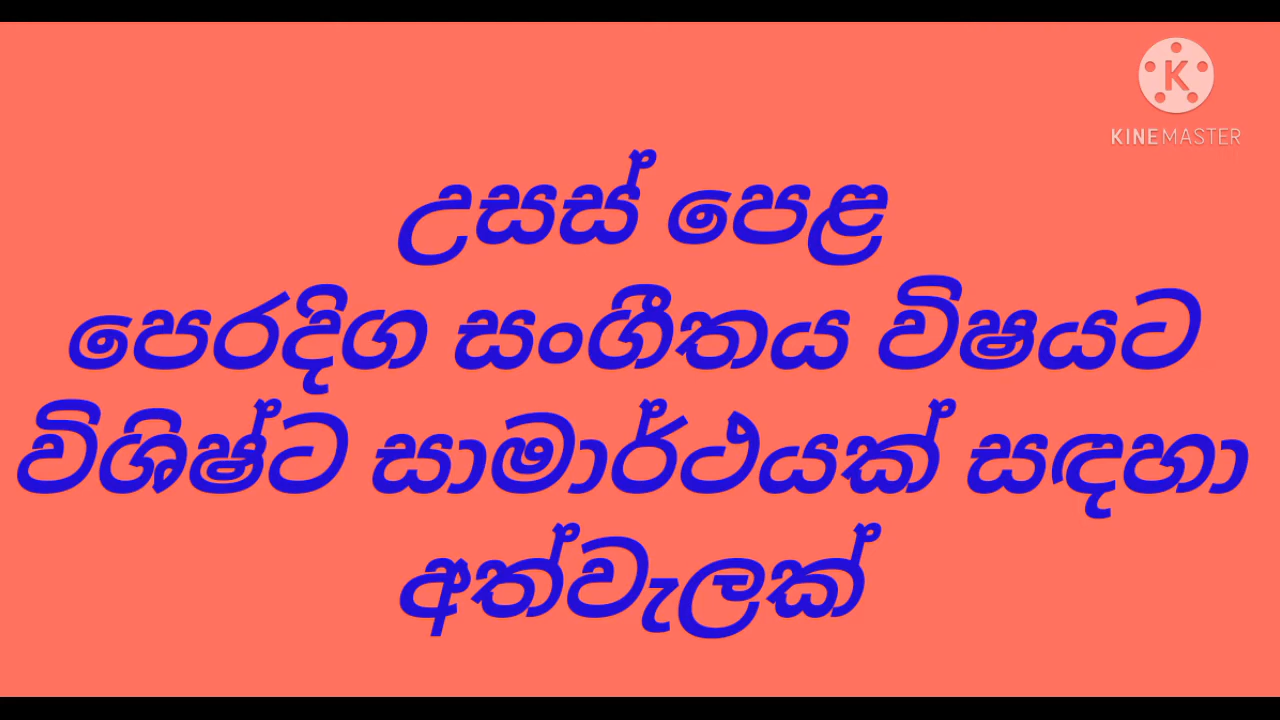 KINEMASTER
උසස් පෙළ
පෙරදිග සංගීතය විෂයට
විශිෂ්ට සාමාර්ථයක් සඳහා
අත්වැලක්